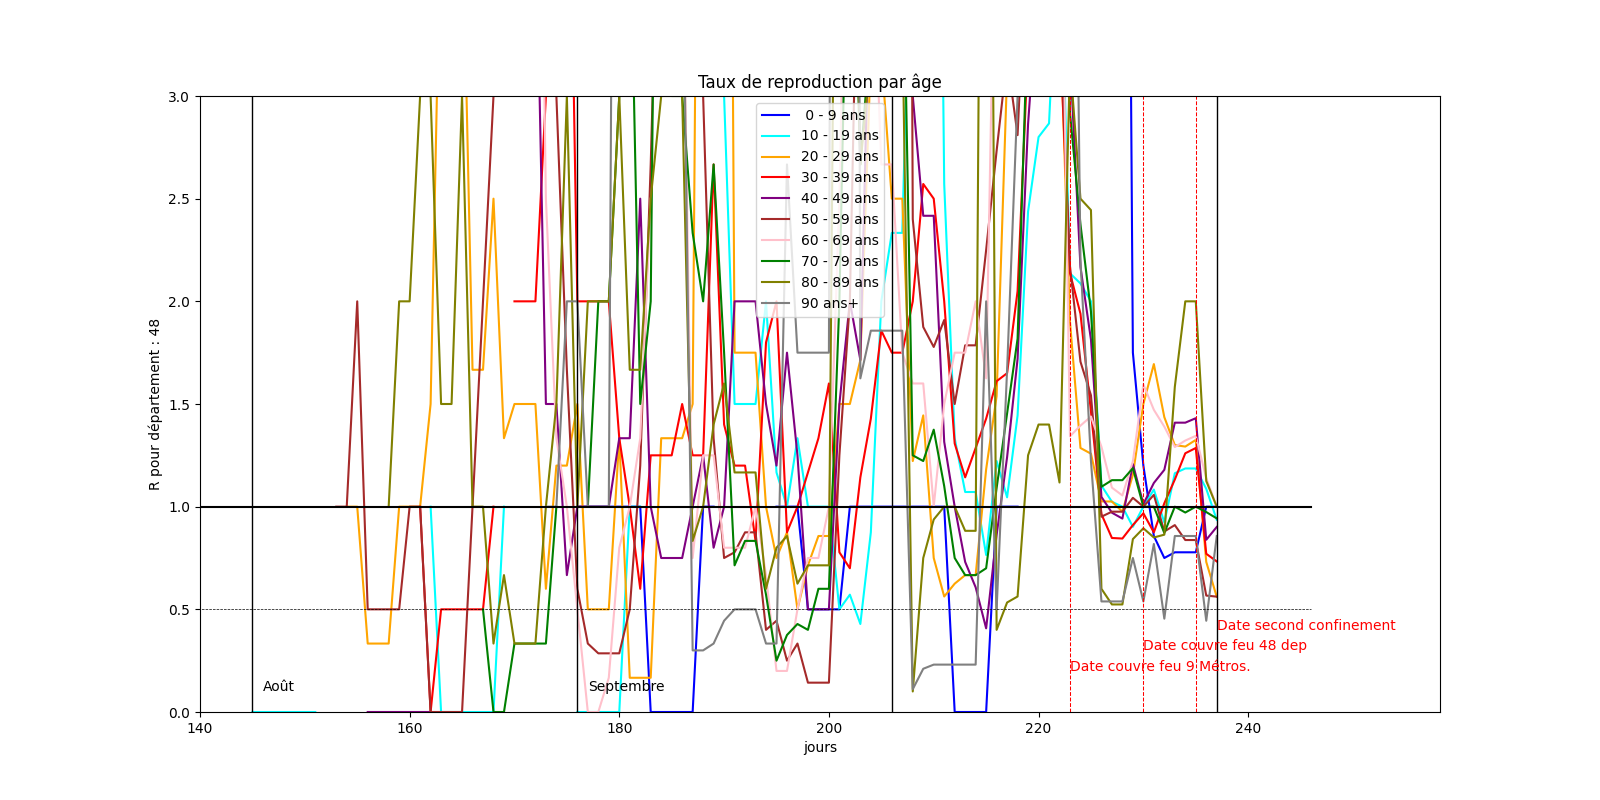 Taux de reproduction par âge
3.0
2.5
2.0
1.5
1.0
0.5
0.0
R pour département : 48
0 - 9 ans
10 - 19 ans
20 - 29 ans
30 - 39 ans
40 - 49 ans
50 - 59 ans
60 - 69 ans
70 - 79 ans
80 - 89 ans
90 ans+
Date second confinement
Date couvre feu 48 dep
Date couvre feu 9 Métros.
Août
Septembre
140
160
180
200
220
240
jours